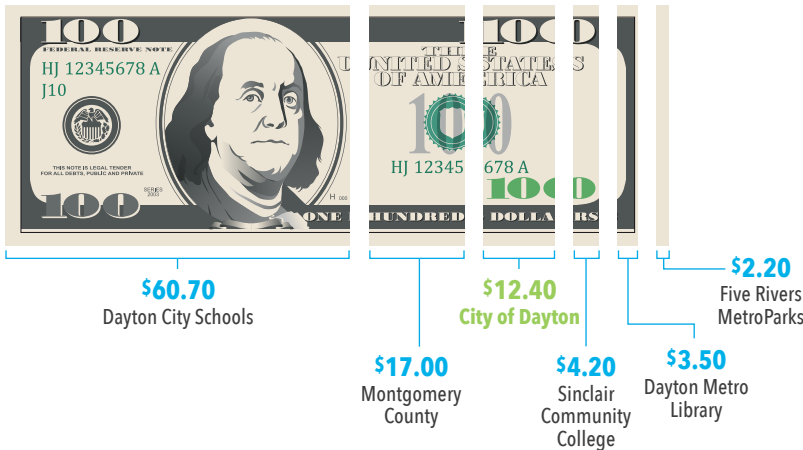 100
100
FEDERAL RESERVE NOTE
HJ 12345678 A
J10
THIS NOTE IS LEGAL TENDER
FOR ALL DEBTS, PUBLIC AND PRIVATE
SERIES
2003
H 000
100
THE
UNITED STATES
OF AMERICA
100
HJ 12345678 A
100
ONE HUNDRED DOLLARS
$60.70
Dayton City Schools
$17.00
Montgomery
County
$12.40
City of Dayton
$4.20
Sinclair
Community
College
$3.50
Dayton Metro
Library
$2.20
Five Rivers
MetroParks